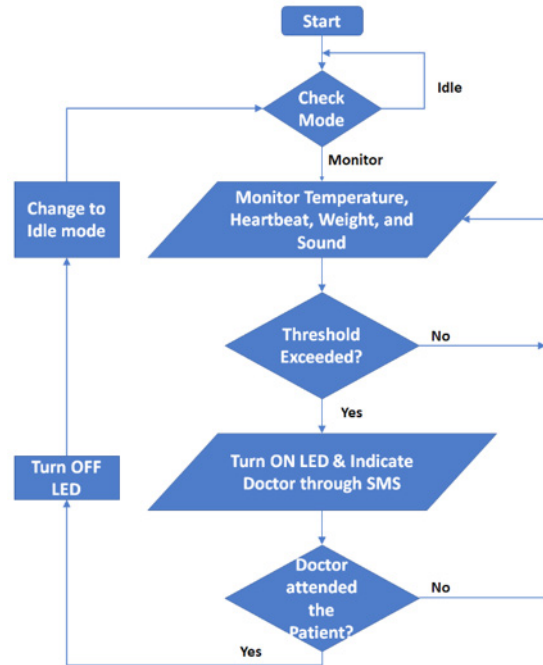 Start
Idle
Check
Mode
Monitor
Change to
Idle mode
Monitor Temperature,
Heartbeat, Weight, and
Sound
Threshold
Exceeded?
No
Yes
Turn OFF
LED
Turn ON LED & Indicate
Doctor through SMS
Doctor
attended
the
Patient?
No
Yes